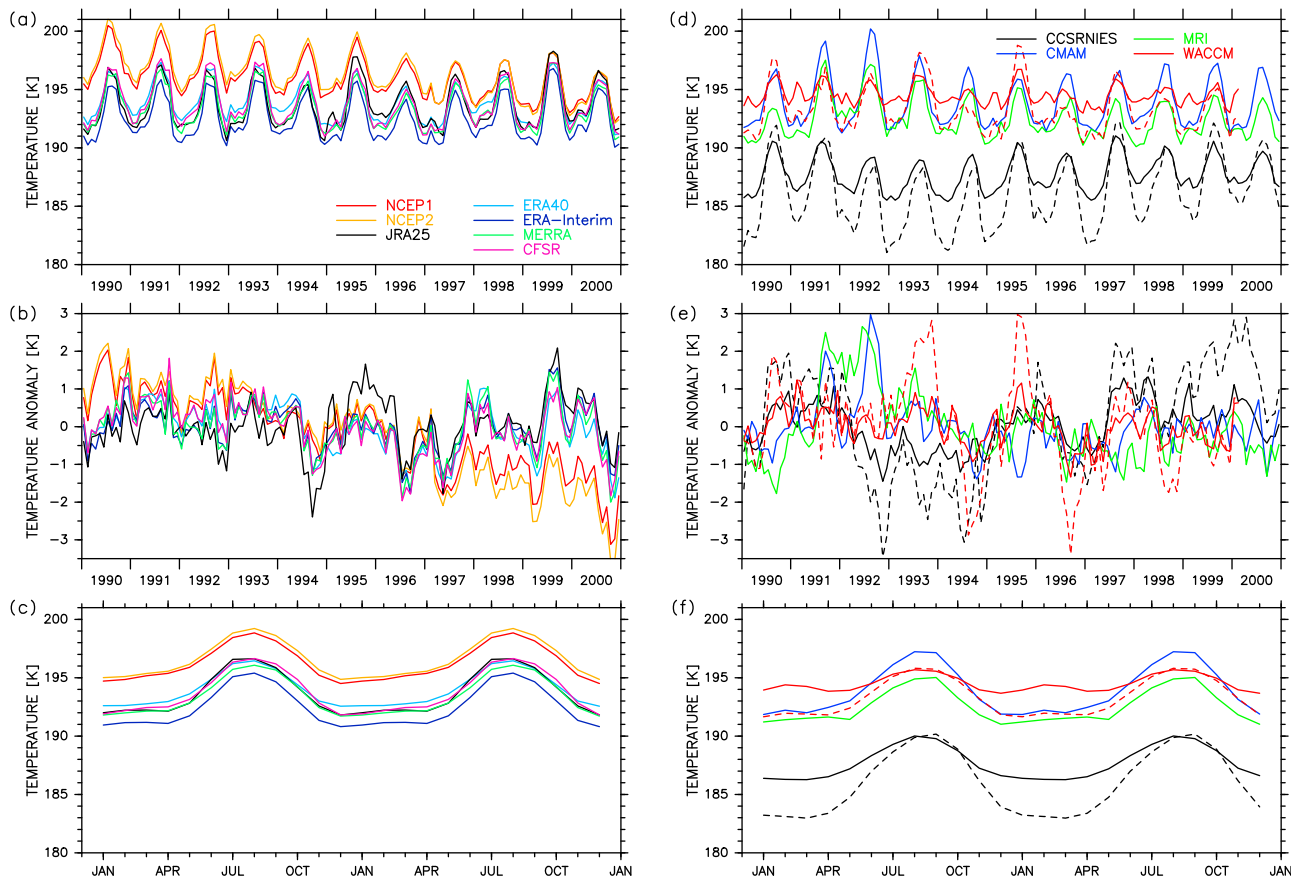 (a)
TEMPERATURE [K]
200
195
190
185
180
NCEP1
NCEP2
JRA25
ERA40
ERA-Interim
MERRA
CFSR
1990 1991 1992 1993 1994 1995 1996 1997 1998 1999 2000
(b)
TEMPERATURE ANOMALY [K]
3
2
1
0
-1
-2
-3
1990 1991 1992 1993 1994 1995 1996 1997 1998 1999 2000
(c)
TEMPERATURE [K]
200
195
190
185
180
JAN APR JUL OCT JAN APR JUL OCT JAN
(d)
TEMPERATURE [K]
200
195
190
185
180
CCSRNIES
CMAM
MRI
WACCM
1990 1991 1992 1993 1994 1995 1996 1997 1998 1999 2000
(e)
TEMPERATURE ANOMALY [K]
3
2
1
0
-1
-2
-3
1990 1991 1992 1993 1994 1995 1996 1997 1998 1999 2000
(f)
TEMPERATURE [K]
200
195
190
185
180
JAN APR JUL OCT JAN APR JUL OCT JAN